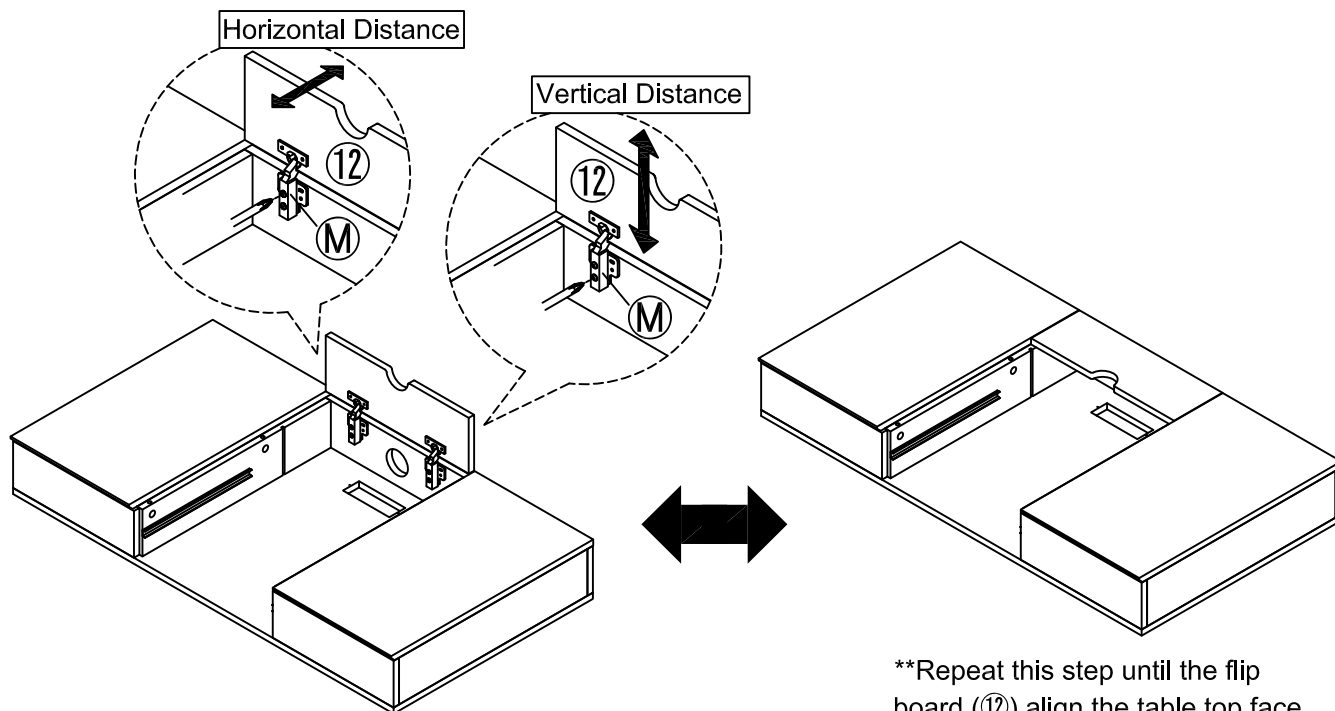 Horizontal Distance
Vertical Distance
⑫
⑫
Ⓜ
Ⓜ
**Repeat this step until the flip
board (⑫) align the table top face